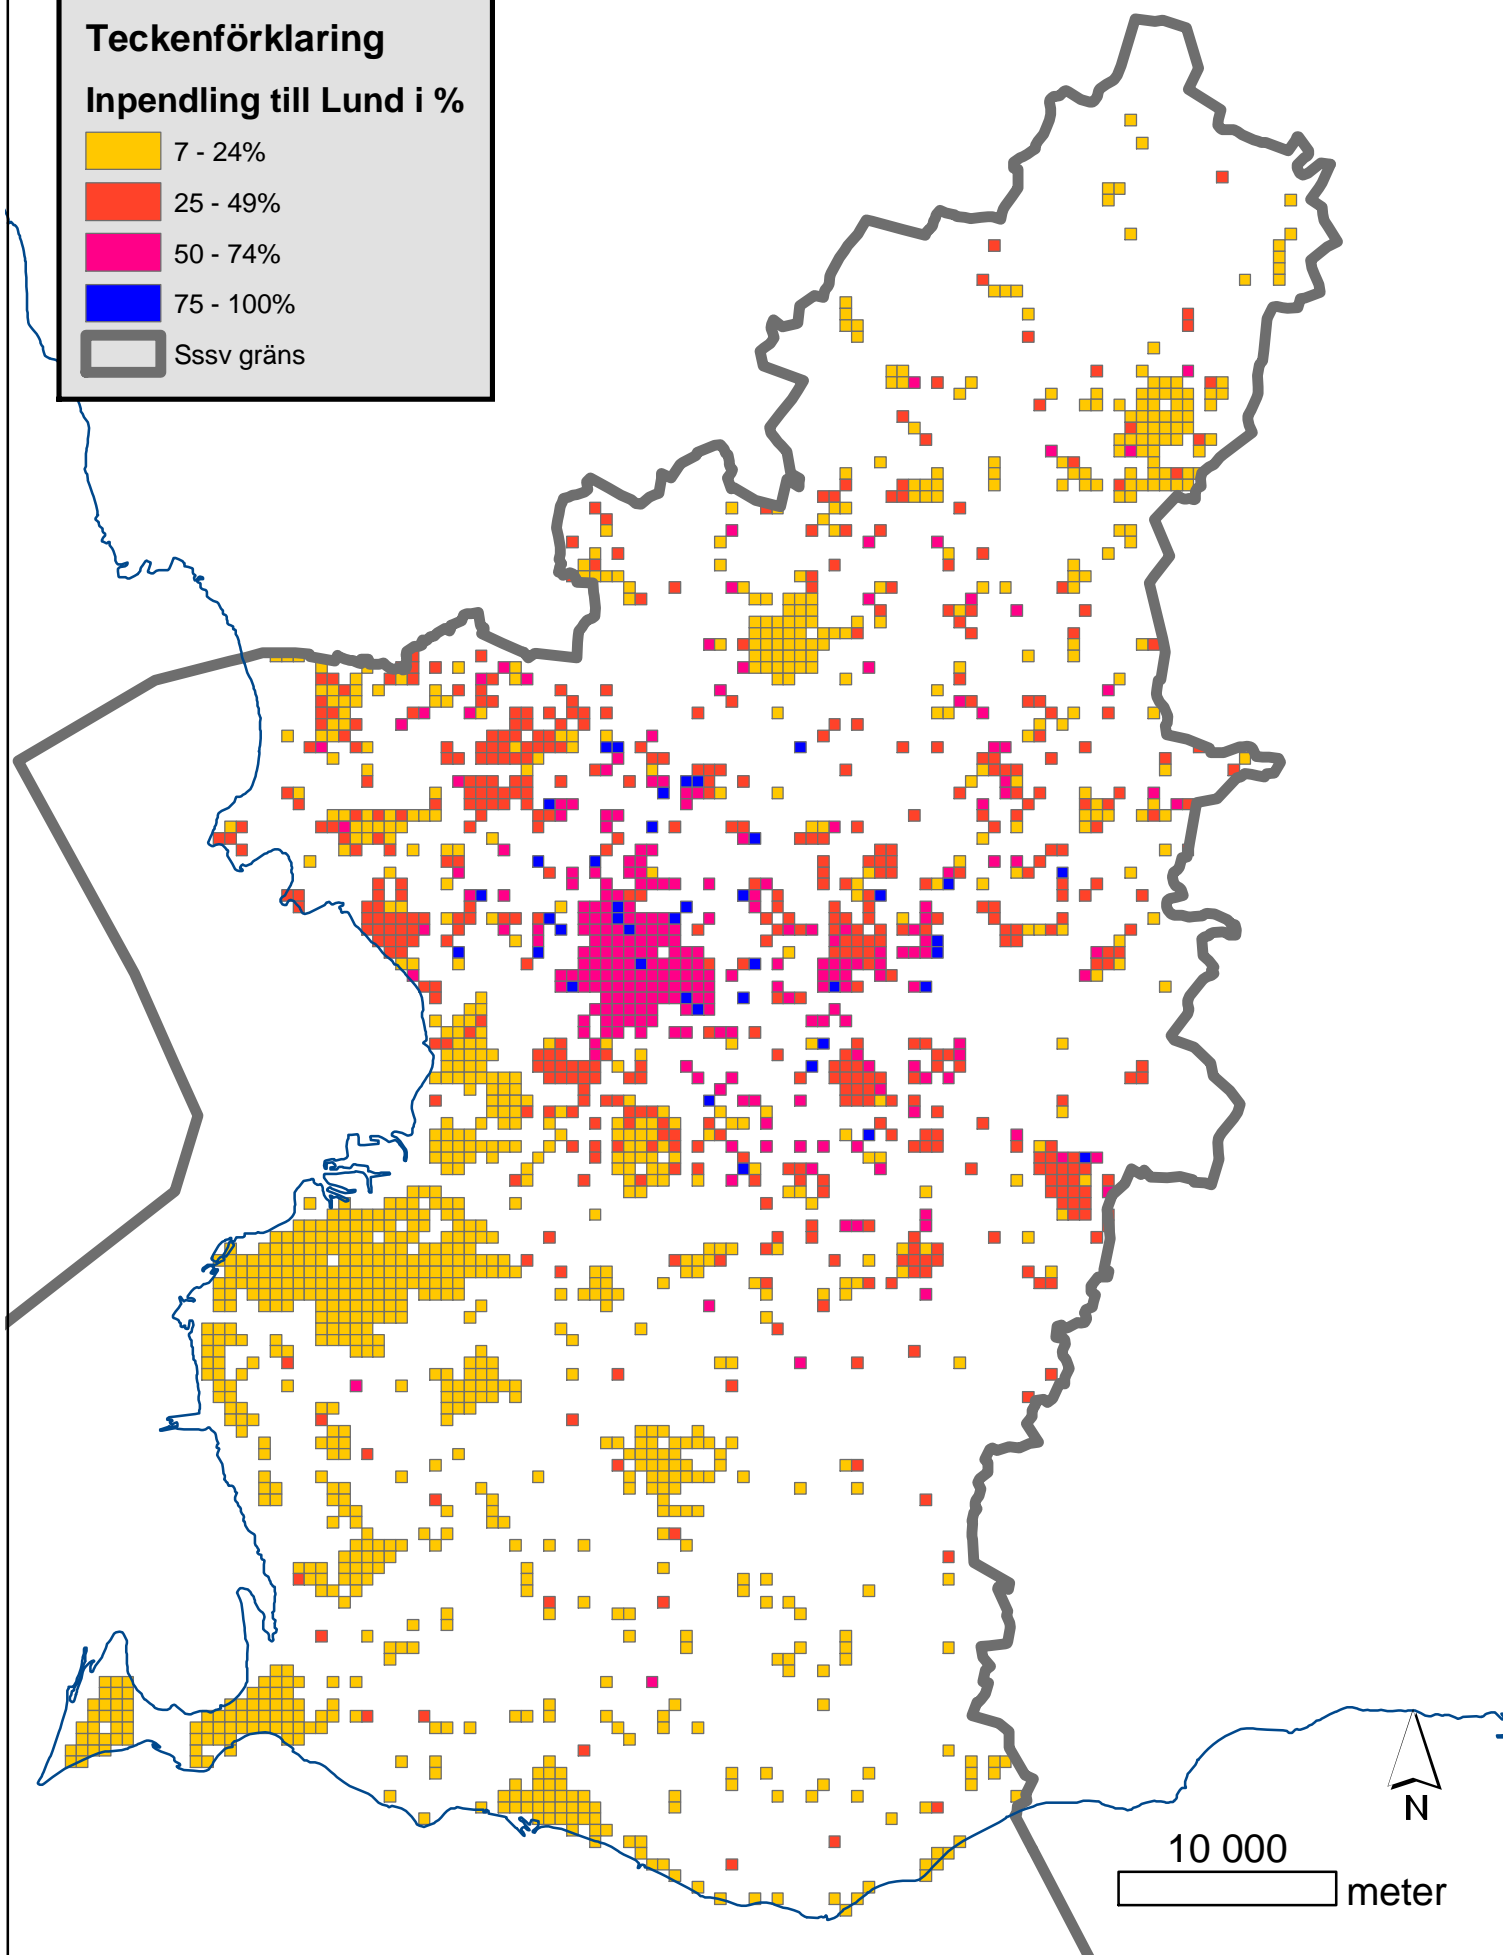 Teckenförklaring
Inpendling till Lund i %
7 - 24%
25 - 49%
50 - 74%
75 - 100%
Sssv gräns
N
10 000
meter